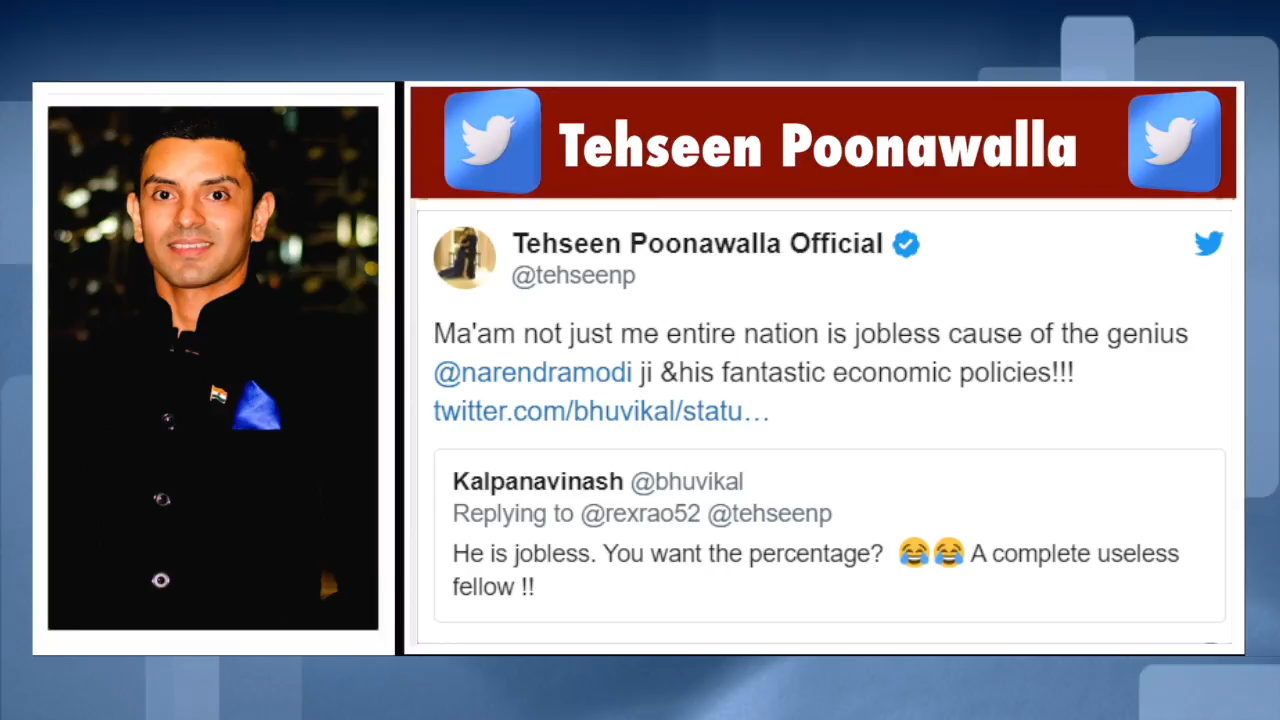 Tehseen Poonawalla
Tehseen Poonawalla Official
@tehseenp
Ma'am not just me entire nation is jobless cause of the genius
@narendramodi ji &his fantastic economic policies!!!
twitter.com/bhuvikal/statu…
Kalpanavinash @bhuvikal
Replying to @rexrao52 @tehseenp
He is jobless. You want the percentage? 😂😂 A complete useless
fellow !!